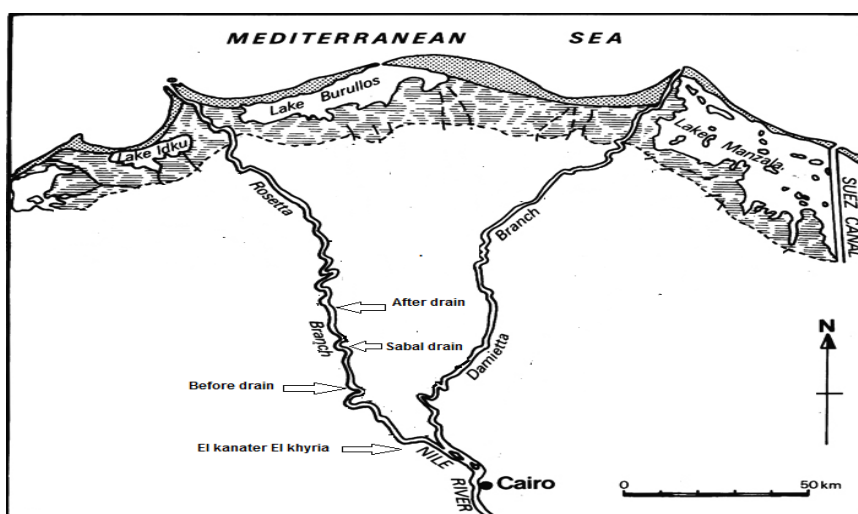 MEDITERRANEAN SEA
Lake Burullos
Lake Idku
Lake Manzala
SUEZ CANAL
Rosetta
Branch
Branch
Damietta
After drain
Sabal drain
Before drain
El kanater El khyria
NILE
RIVER
Cairo
N
0 50 km